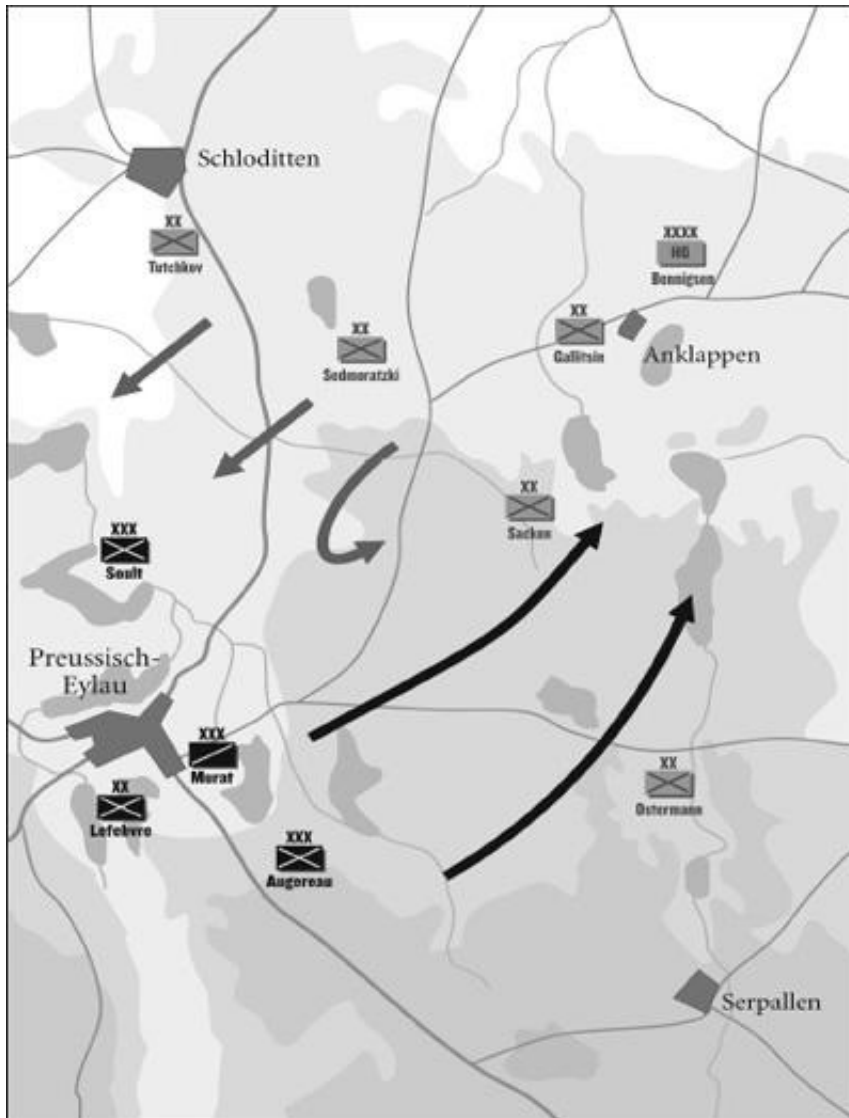 Schloditten
XX
Tutchkov
XXXX
HQ
Bennigsen
XX
Sedmoratzki
XX
Gallitsin
Anklappen
XX
Sacken
XXX
Soult
Preussisch-
Eylau
XXX
Murat
XX
Lefebvre
XX
Ostermann
XXX
Augereau
Serpallen